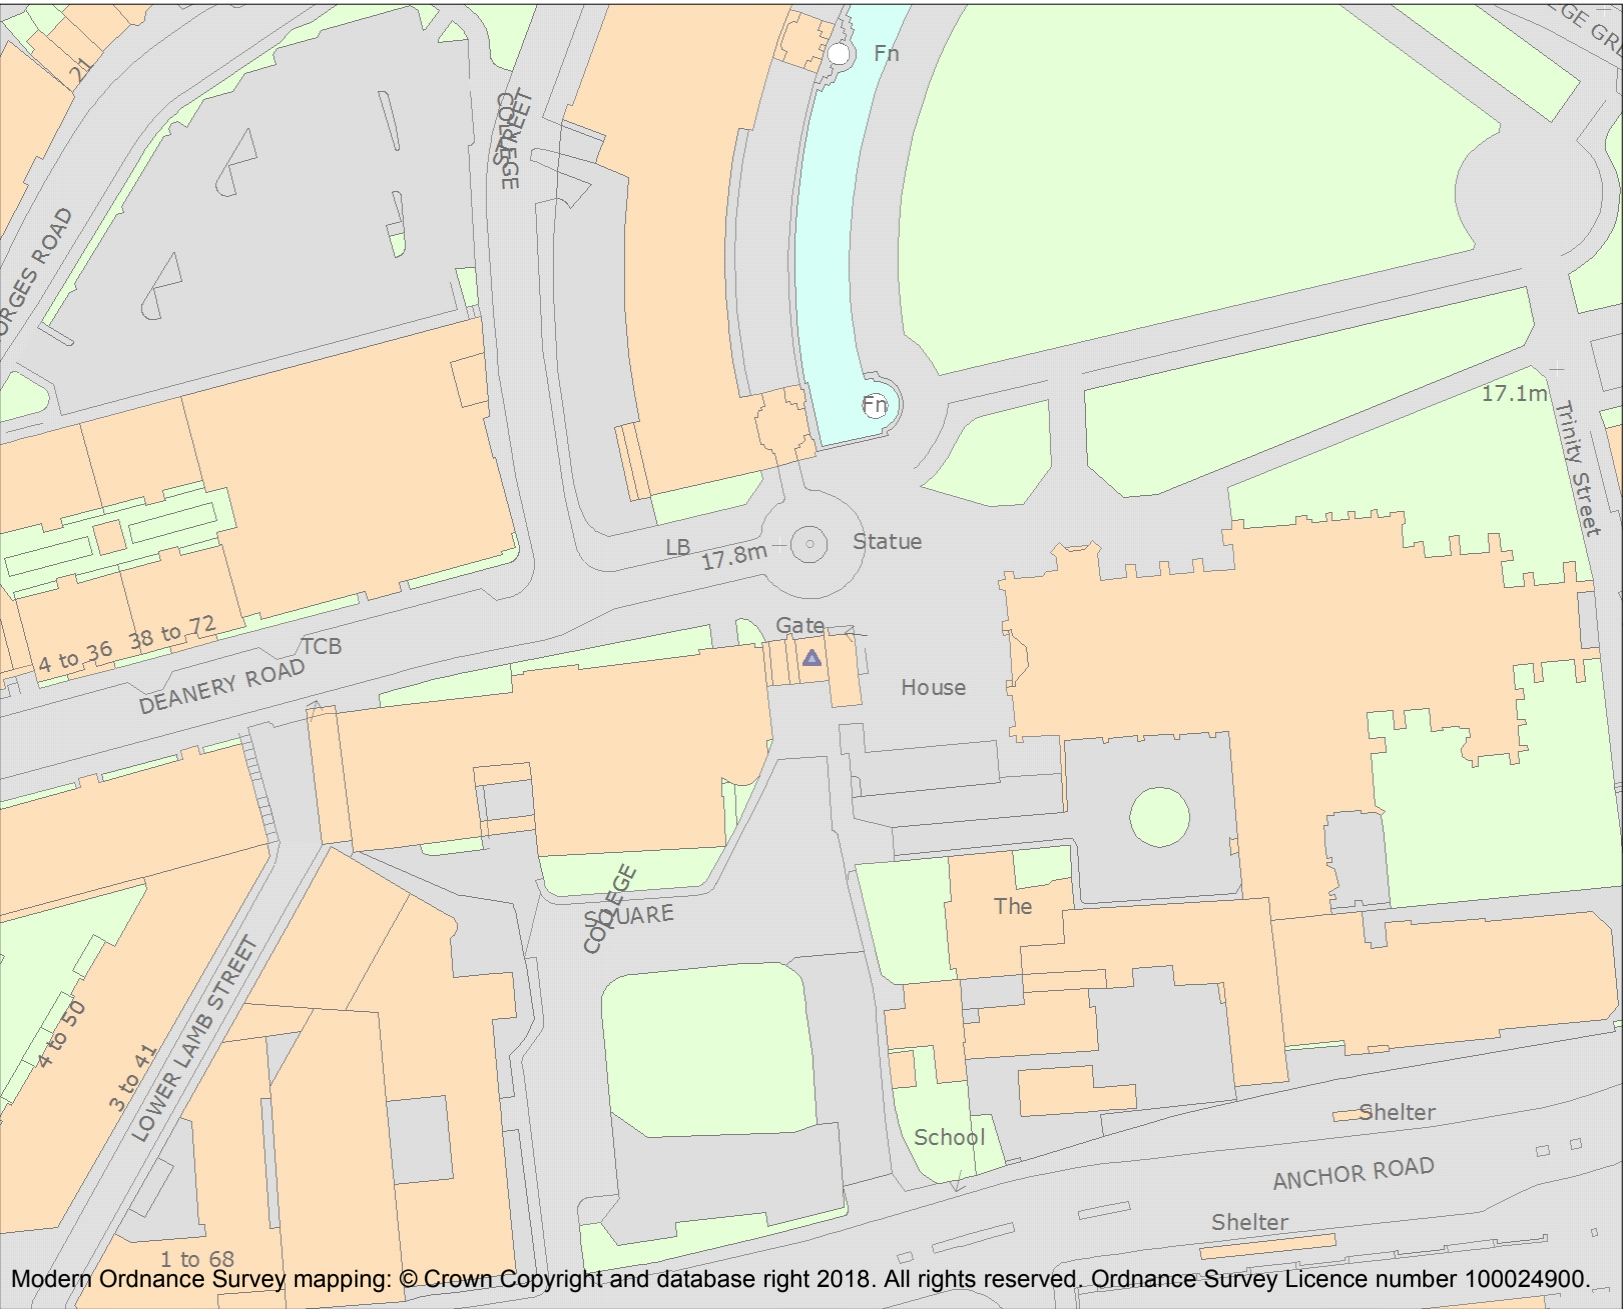 EGE GRE
Fn
21
COLLEGE
STREET
ORGES ROAD
Fn
17.1m
Trinity Street
LB
17.8m
Statue
Gate
4 to 36
38 to 72
TCB
DEANERY ROAD
House
COLLEGE
SQUARE
The
LOWER LAMB STREET
4 to 50
3 to 41
School
Shelter
ANCHOR ROAD
Shelter
1 to 68
Modern Ordnance Survey mapping: © Crown Copyright and database right 2018. All rights reserved. Ordnance Survey Licence number 100024900.